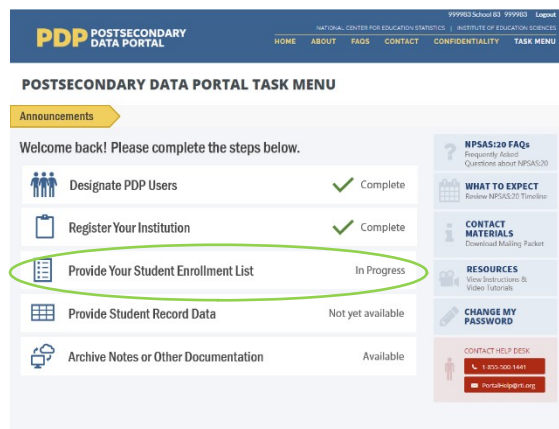 999983 School 83 999983 Logout
PDP POSTSECONDARY DATA PORTAL
NATIONAL CENTER FOR EDUCATION STATISTICS | INSTITUTE OF EDUCATION SCIENCES
HOME ABOUT FAQS CONTACT CONFIDENTIALITY TASK MENU
POSTSECONDARY DATA PORTAL TASK MENU
Announcements
Welcome back! Please complete the steps below.
Designate PDP Users Complete
Register Your Institution Complete
Provide Your Student Enrollment List In Progress
Provide Student Record Data Not yet available
Archive Notes or Other Documentation Available
NPSAS:20 FAQs
Frequently Asked
Questions about NPSAS:20
WHAT TO EXPECT
Review NPSAS:20 Timeline
CONTACT
MATERIALS
Download Mailing Packet
RESOURCES
View Instructions &
Video Tutorials
CHANGE MY
PASSWORD
CONTACT HELP DESK
1-855-500-1441
PortalHelp@rti.org